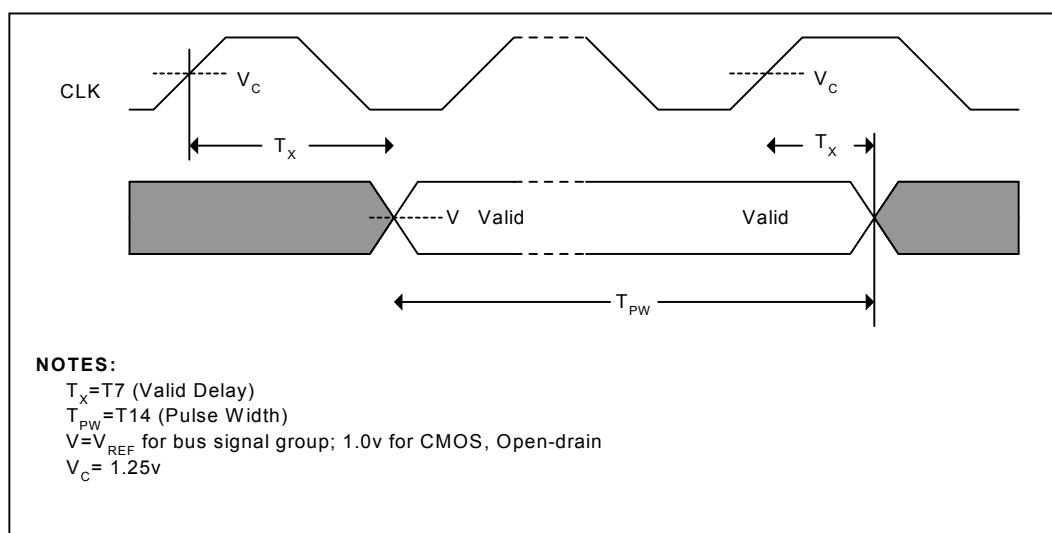 CLK
V_C
V_C
T_X
T_X
V Valid
Valid
T_PW
NOTES:
T_X=T7 (Valid Delay)
T_PW=T14 (Pulse Width)
V=V_REF for bus signal group; 1.0v for CMOS, Open-drain
V_C= 1.25v